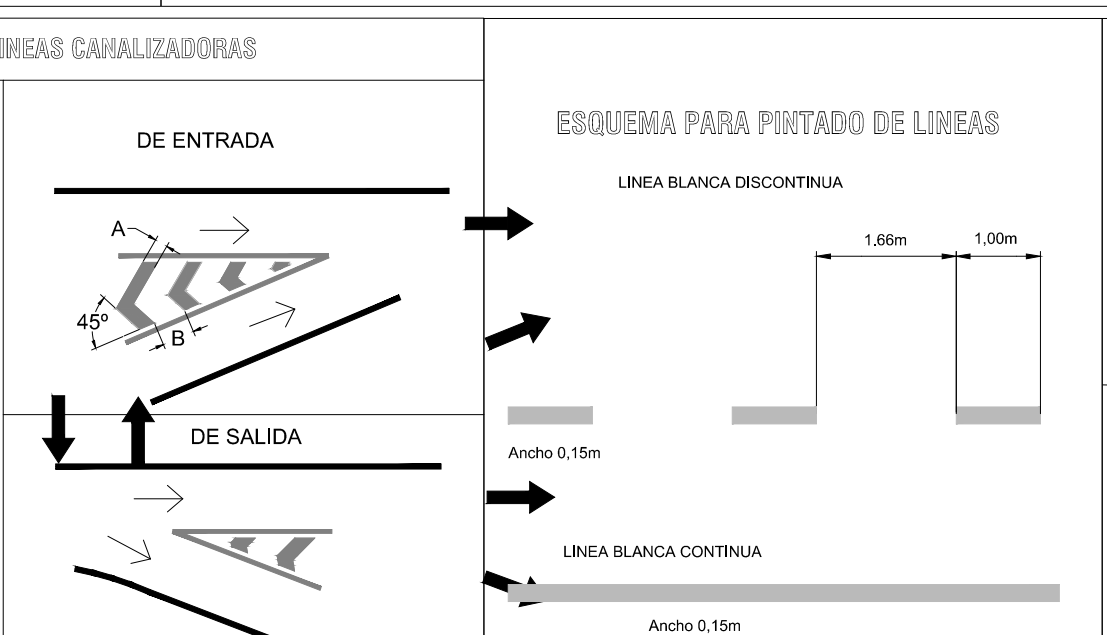 INEAS CANALIZADORAS
DE ENTRADA
A
45º
B
DE SALIDA
ESQUEMA PARA PINTADO DE LINEAS
LINEA BLANCA DISCONTINUA
1.66m
1,00m
Ancho 0,15m
LINEA BLANCA CONTINUA
Ancho 0,15m